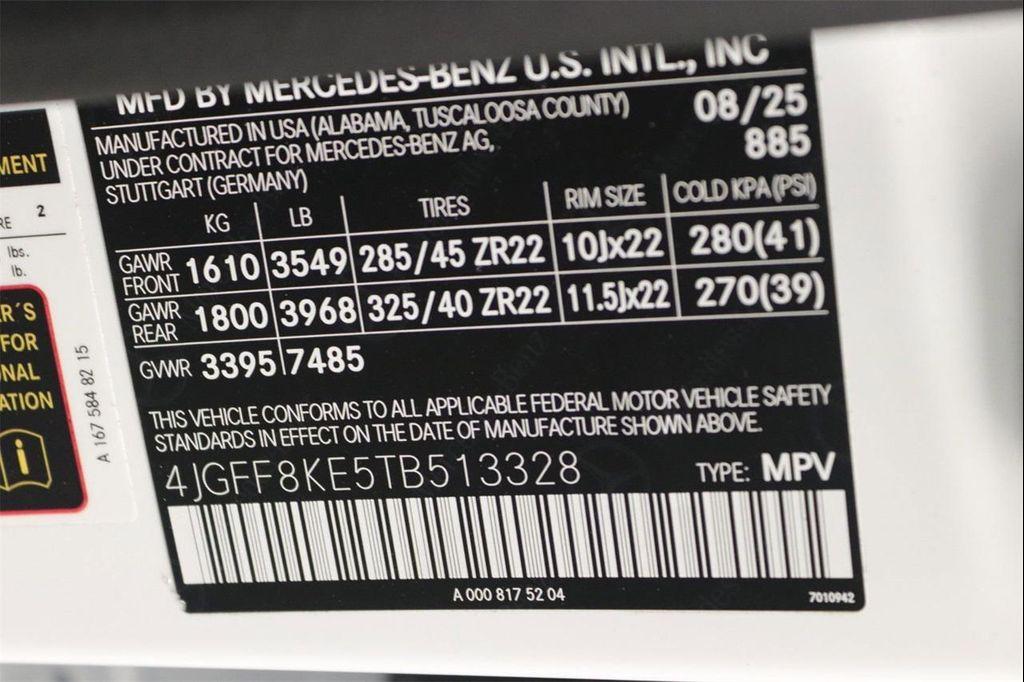 MFD BY MERCEDES-BENZ U.S. INTL., INC
MANUFACTURED IN USA (ALABAMA, TUSCALOOSA COUNTY) 08/25
UNDER CONTRACT FOR MERCEDES-BENZ AG, 885
STUTTGART (GERMANY)
KG LB TIRES RIM SIZE COLD KPA(PSI)
GAWR FRONT 1610 3549 285/45 ZR22 10Jx22 280(41)
GAWR REAR 1800 3968 325/40 ZR22 11.5Jx22 270(39)
GVWR 3395 7485
THIS VEHICLE CONFORMS TO ALL APPLICABLE FEDERAL MOTOR VEHICLE SAFETY
STANDARDS IN EFFECT ON THE DATE OF MANUFACTURE SHOWN ABOVE.
4JGFF8KE5TB513328 TYPE: MPV
A 000 817 52 04 7010942
MENT
RE 2
lbs.
lb.
R´S
FOR
NAL
ATION
i
A 167 584 82 15